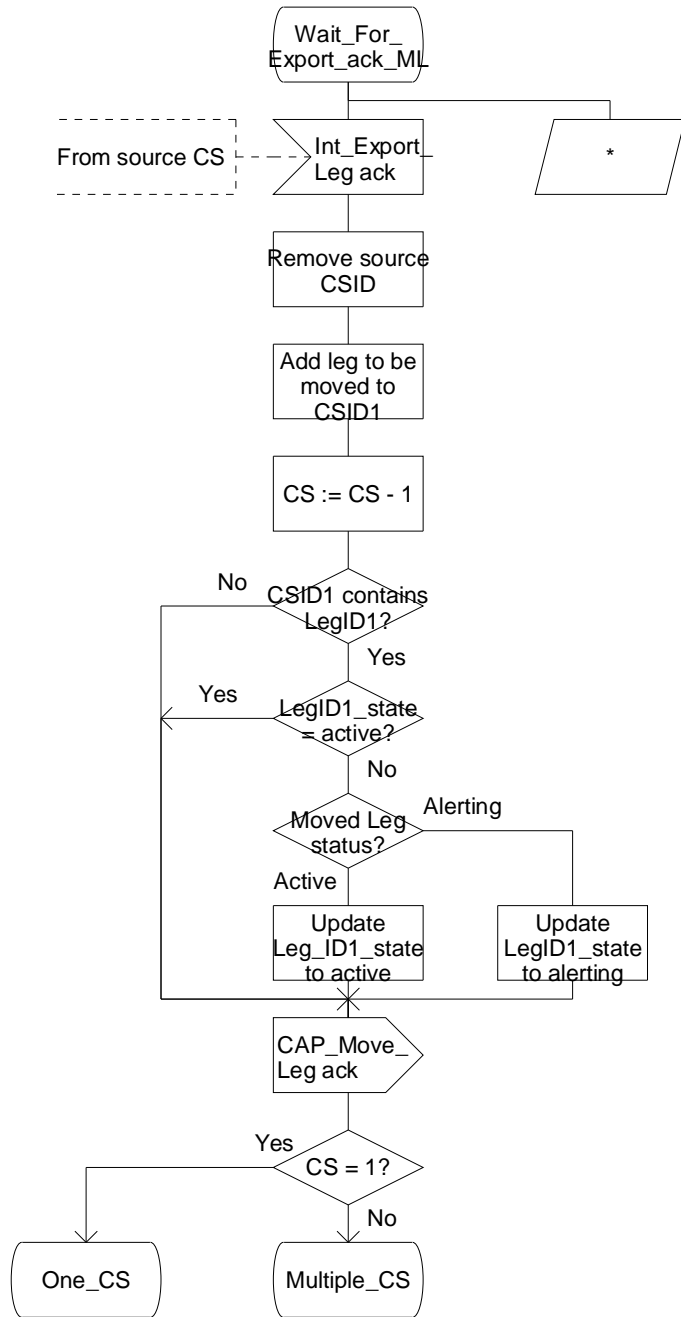 Wait_For_
Export_ack_ML
From source CS
Int_Export_
Leg ack
*
Remove source
CSID
Add leg to be
moved to
CSID1
CS := CS - 1
No
CSID1 contains
LegID1?
Yes
Yes
LegID1_state
= active?
No
Alerting
Moved Leg
status?
Active
Update
Leg_ID1_state
to active
Update
LegID1_state
to alerting
CAP_Move_
Leg ack
Yes
CS = 1?
No
One_CS
Multiple_CS